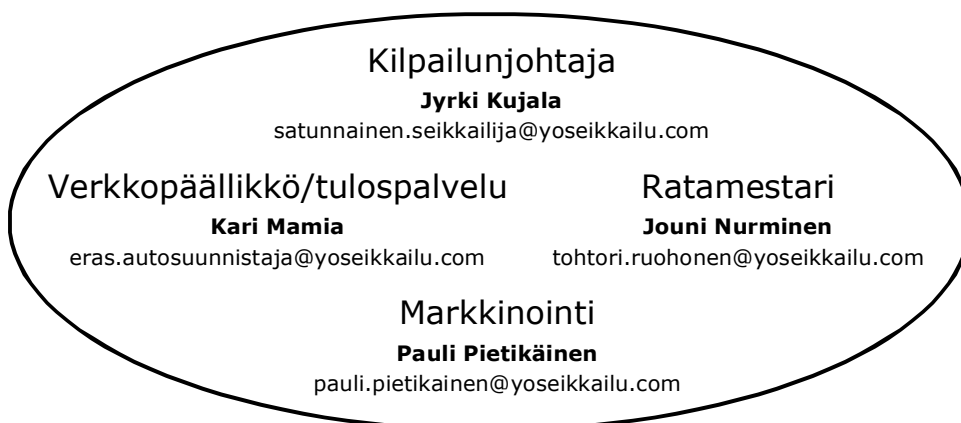 Kilpailunjohtaja
Jyrki Kujala
satunnainen.seikkailija@yoseikkailu.com
Verkkopäällikkö/tulospalvelu
Kari Mamia
eras.autosuunnistaja@yoseikkailu.com
Ratamestari
Jouni Nurminen
tohtori.ruohonen@yoseikkailu.com
Markkinointi
Pauli Pietikäinen
pauli.pietikainen@yoseikkailu.com